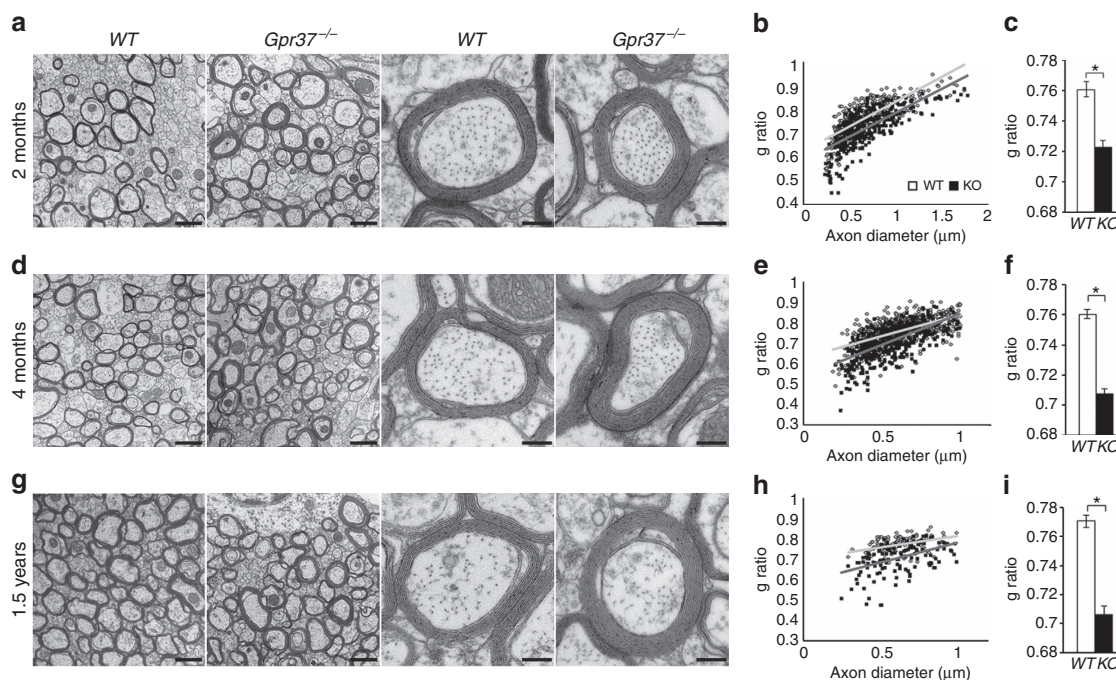 a
WT
Gpr37–/–
WT
Gpr37–/–
2 months
b
g ratio
1
0.9
0.8
0.7
0.6
0.5
0.4
0
0.5
1
1.5
2
WT
KO
Axon diameter (μm)
c
g ratio
0.78
0.76
0.74
0.72
0.7
0.68
*
WT KO
d
4 months
e
g ratio
1
0.9
0.8
0.7
0.6
0.5
0.4
0.3
0
0.5
1
Axon diameter (μm)
f
g ratio
0.78
0.76
0.74
0.72
0.7
0.68
*
WT KO
g
1.5 years
h
g ratio
1
0.9
0.8
0.7
0.6
0.5
0.4
0.3
0
0.5
1
Axon diameter (μm)
i
g ratio
0.78
0.76
0.74
0.72
0.7
0.68
*
WT KO